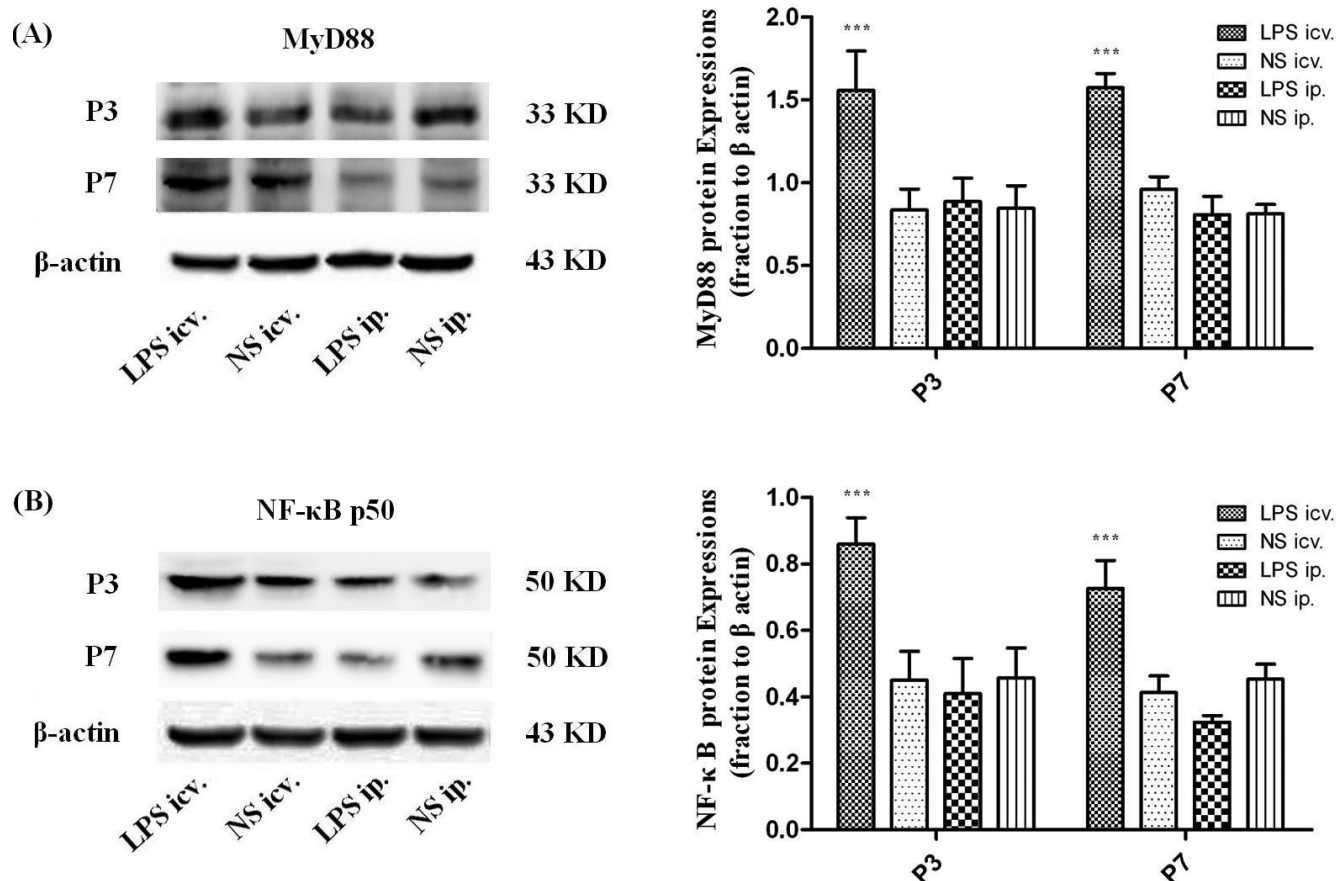 (A)
MyD88
P3
33 KD
P7
33 KD
β-actin
43 KD
LPS icv.
NS icv.
LPS ip.
NS ip.
MyD88 protein Expressions
(fraction to β actin)
2.0
1.5
1.0
0.5
0.0
***
***
LPS icv.
NS icv.
LPS ip.
NS ip.
P3
P7
(B)
NF-κB p50
P3
50 KD
P7
50 KD
β-actin
43 KD
LPS icv.
NS icv.
LPS ip.
NS ip.
NF-κ B protein Expressions
(fraction to β actin)
1.0
0.8
0.6
0.4
0.2
0.0
***
***
LPS icv.
NS icv.
LPS ip.
NS ip.
P3
P7